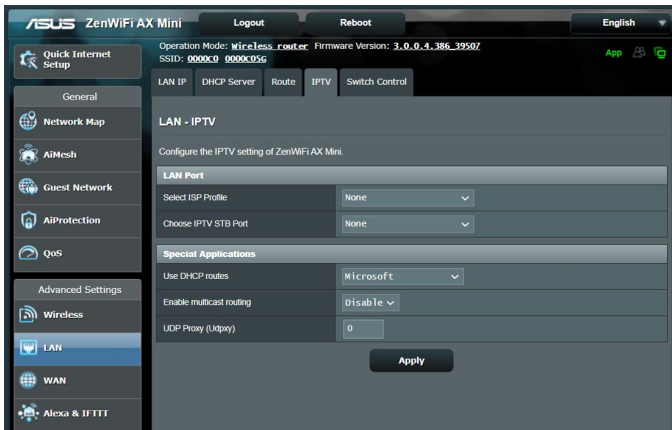 ASUS ZenWiFi AX Mini Logout Reboot English
Quick Internet Setup
Operation Mode: Wireless router Firmware Version: 3.0.0.4.386_39507
SSID: 0000C0 0000C05G
App
LAN IP DHCP Server Route IPTV Switch Control
General
Network Map
AiMesh
Guest Network
AiProtection
QoS
Advanced Settings
Wireless
LAN
WAN
Alexa & IFTTT
LAN - IPTV
Configure the IPTV setting of ZenWiFi AX Mini.
LAN Port
Select ISP Profile None
Choose IPTV STB Port None
Special Applications
Use DHCP routes Microsoft
Enable multicast routing Disable
UDP Proxy (Udpxy) 0
Apply